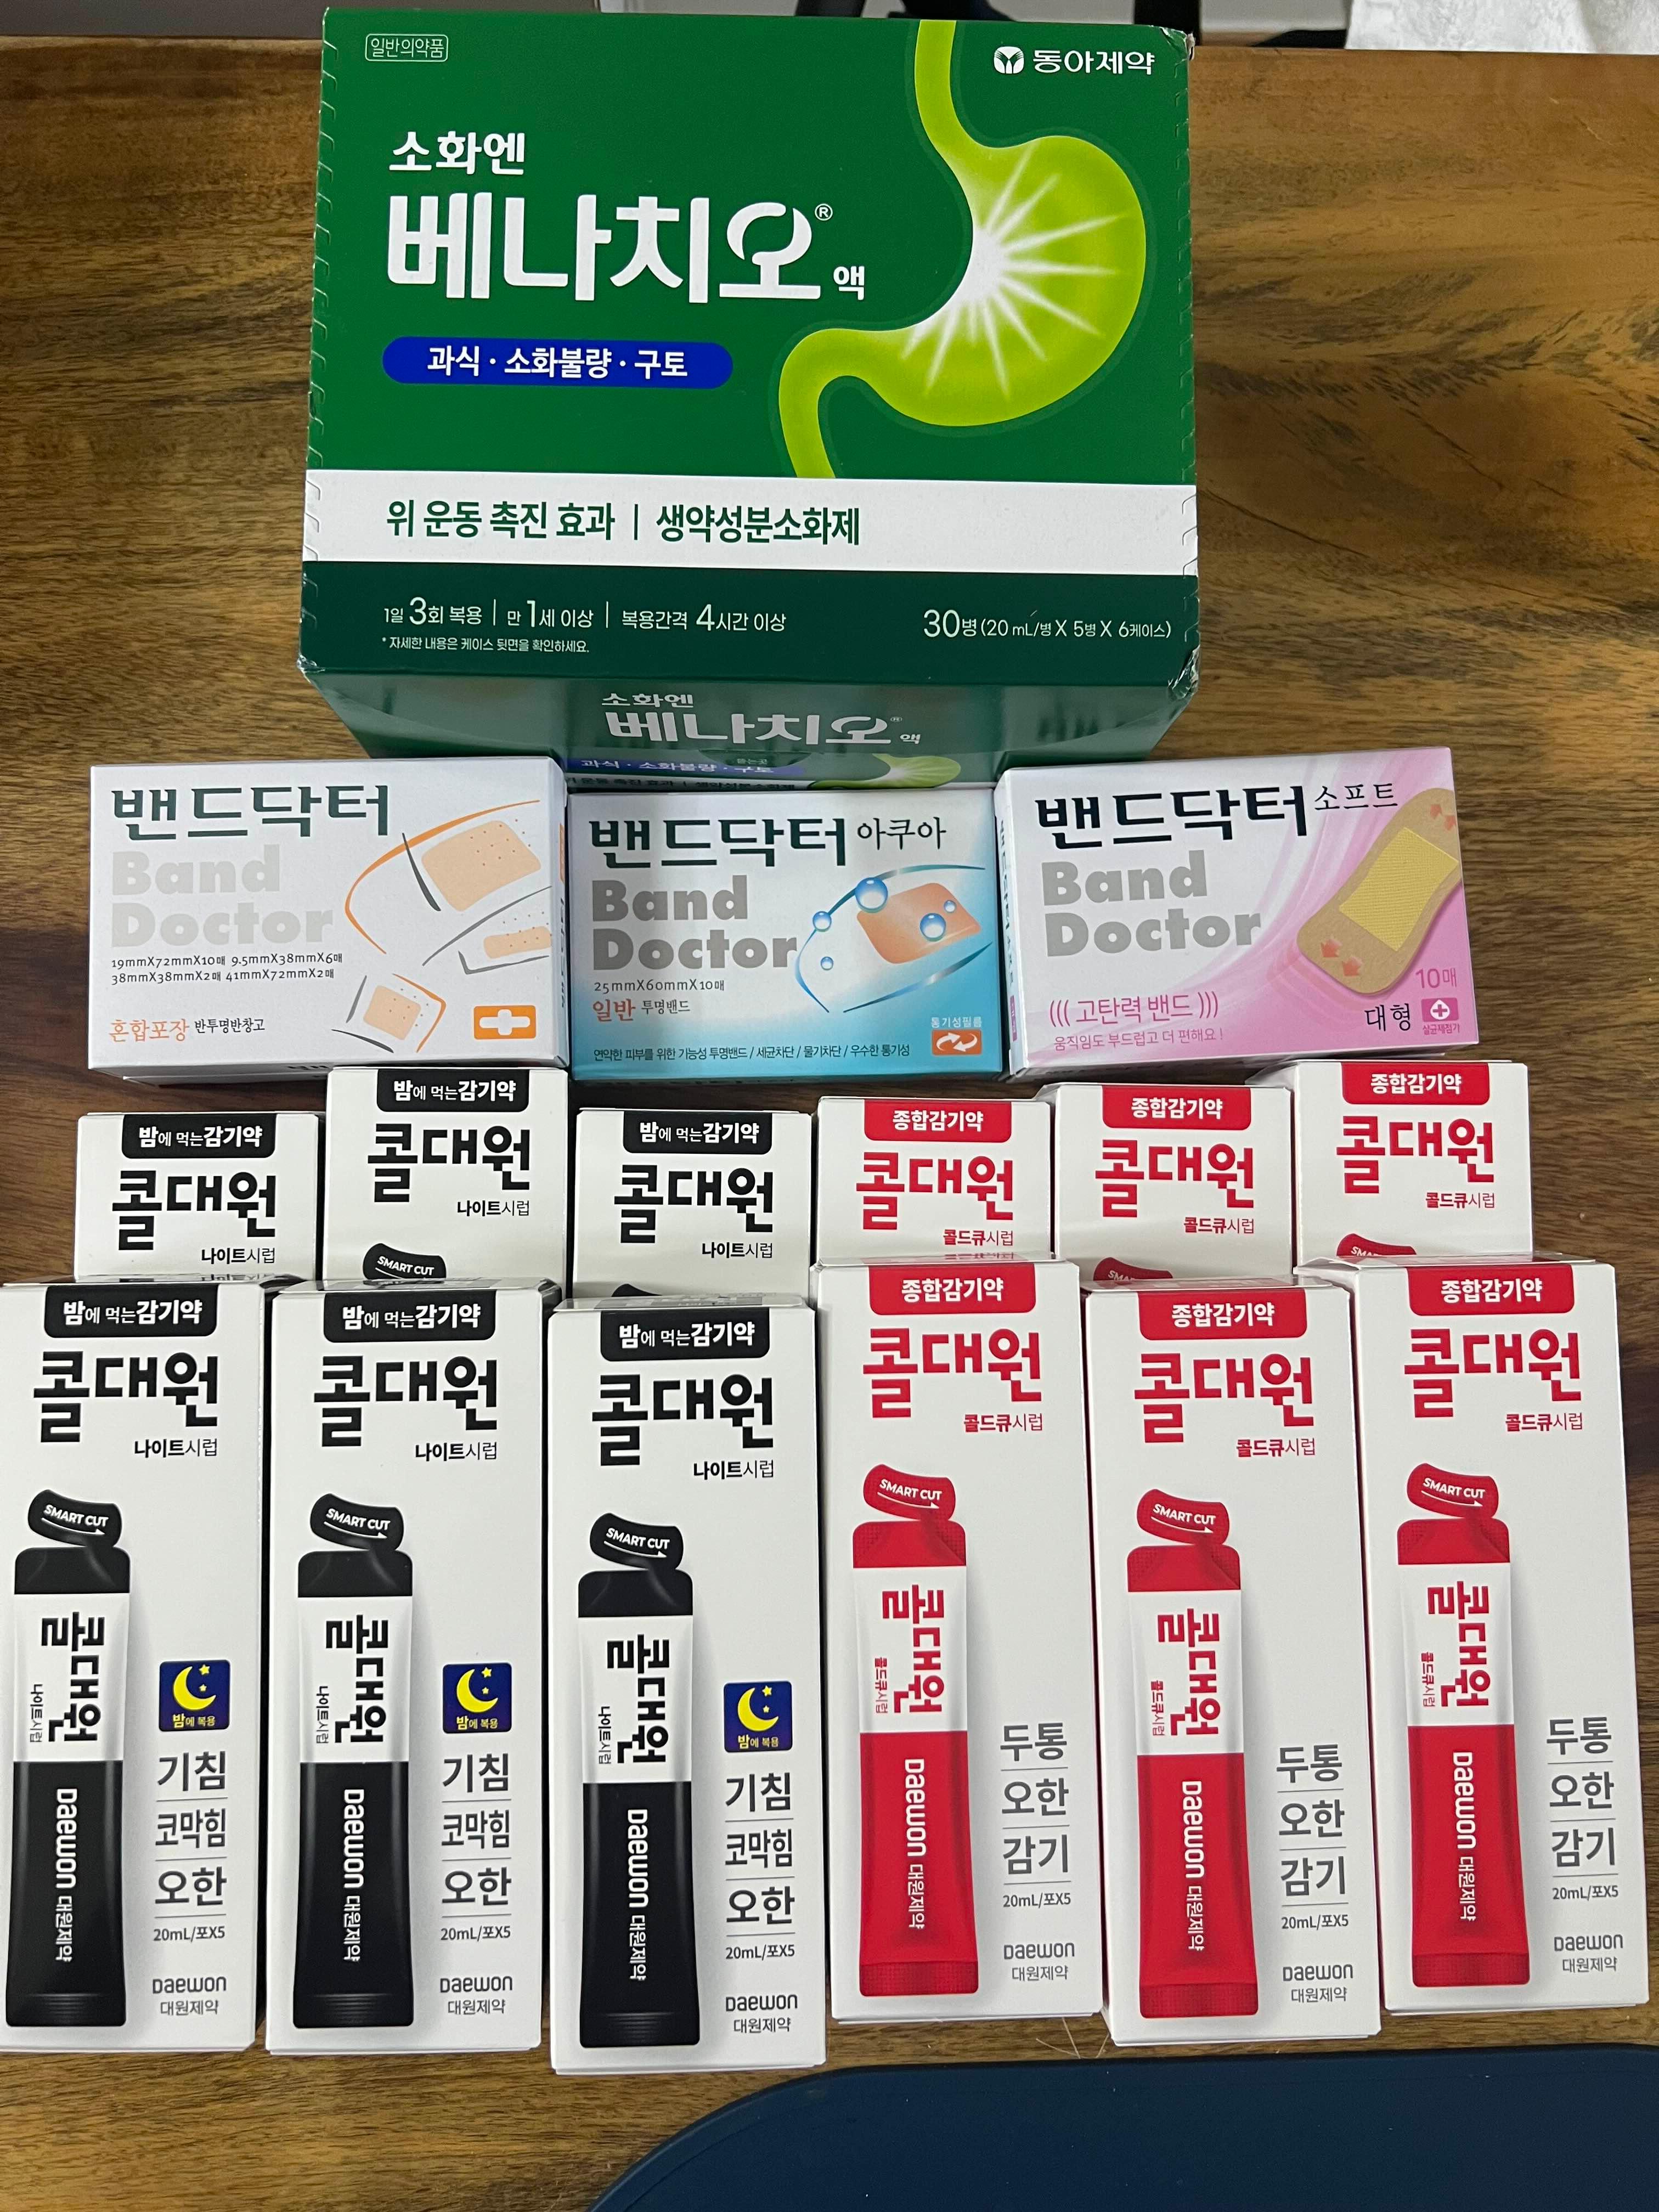 일반의약품
동아제약
소화엔
베나치오® 액
과식·소화불량·구토
위 운동 촉진 효과 | 생약성분소화제
1일 3회 복용 | 만 1세 이상 | 복용간격 4시간 이상
* 자세한 내용은 케이스 뒷면을 확인하세요.
30병(20 mL/병 X 5병 X 6케이스)
소화엔
베나치오® 액
과식·소화불량·구토
밴드닥터
Band
Doctor
19mmX72mmX10매 9.5mmX38mmX6매
38mmX38mmX2매 41mmX72mmX2매
혼합포장 반투명반창고
밴드닥터 아쿠아
Band
Doctor
25mmX60mmX10매
일반 투명밴드
통기성필름
연약한 피부를 위한 기능성 투명밴드 / 세균차단 / 물기차단 / 우수한 통기성
밴드닥터 소프트
Band
Doctor
10매
((( 고탄력 밴드 )))
움직임도 부드럽고 더 편해요!
대형
살균제첨가
밤에 먹는감기약
콜대원
나이트시럽
밤에 먹는감기약
콜대원
나이트시럽
SMART CUT
밤에 먹는감기약
콜대원
나이트시럽
종합감기약
콜대원
콜드큐시럽
종합감기약
콜대원
콜드큐시럽
종합감기약
콜대원
콜드큐시럽
밤에 먹는감기약
콜대원
나이트시럽
SMART CUT
콜대원
나이트시럽
Daewon 대원제약
밤에 복용
기침
코막힘
오한
20mL/포X5
Daewon
대원제약
밤에 먹는감기약
콜대원
나이트시럽
SMART CUT
콜대원
나이트시럽
Daewon 대원제약
밤에 복용
기침
코막힘
오한
20mL/포X5
Daewon
대원제약
밤에 먹는감기약
콜대원
나이트시럽
SMART CUT
콜대원
나이트시럽
Daewon 대원제약
밤에 복용
기침
코막힘
오한
20mL/포X5
Daewon
대원제약
종합감기약
콜대원
콜드큐시럽
SMART CUT
콜대원
콜드큐시럽
Daewon 대원제약
두통
오한
감기
20mL/포X5
Daewon
대원제약
종합감기약
콜대원
콜드큐시럽
SMART CUT
콜대원
콜드큐시럽
Daewon 대원제약
두통
오한
감기
20mL/포X5
Daewon
대원제약
종합감기약
콜대원
콜드큐시럽
SMART CUT
콜대원
콜드큐시럽
Daewon 대원제약
두통
오한
감기
20mL/포X5
Daewon
대원제약